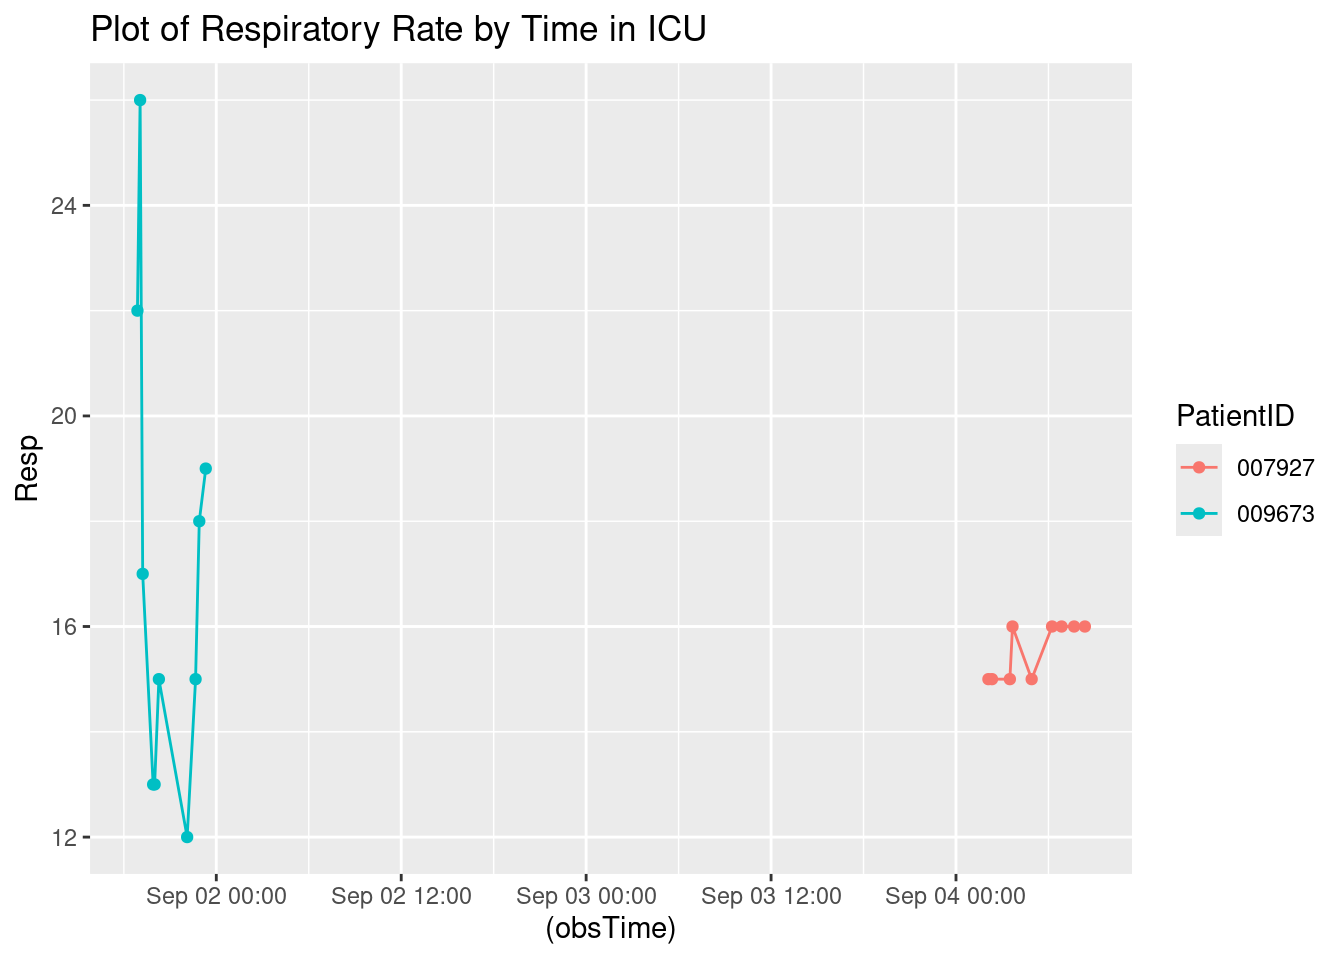 Plot of Respiratory Rate by Time in ICU
24
20
16
12
Resp
Sep 02 00:00 Sep 02 12:00 Sep 03 00:00 Sep 03 12:00 Sep 04 00:00
(obsTime)
PatientID
007927
009673